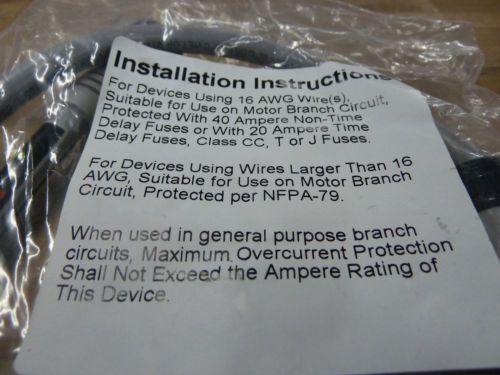 Installation Instructions
For Devices Using 16 AWG Wire(s),
Suitable for Use on Motor Branch Circuit,
Protected With 40 Ampere Non-Time
Delay Fuses or With 20 Ampere Time
Delay Fuses, Class CC, T or J Fuses.
For Devices Using Wires Larger Than 16
AWG, Suitable for Use on Motor Branch
Circuit, Protected per NFPA-79.
When used in general purpose branch
circuits, Maximum Overcurrent Protection
Shall Not Exceed the Ampere Rating of
This Device.